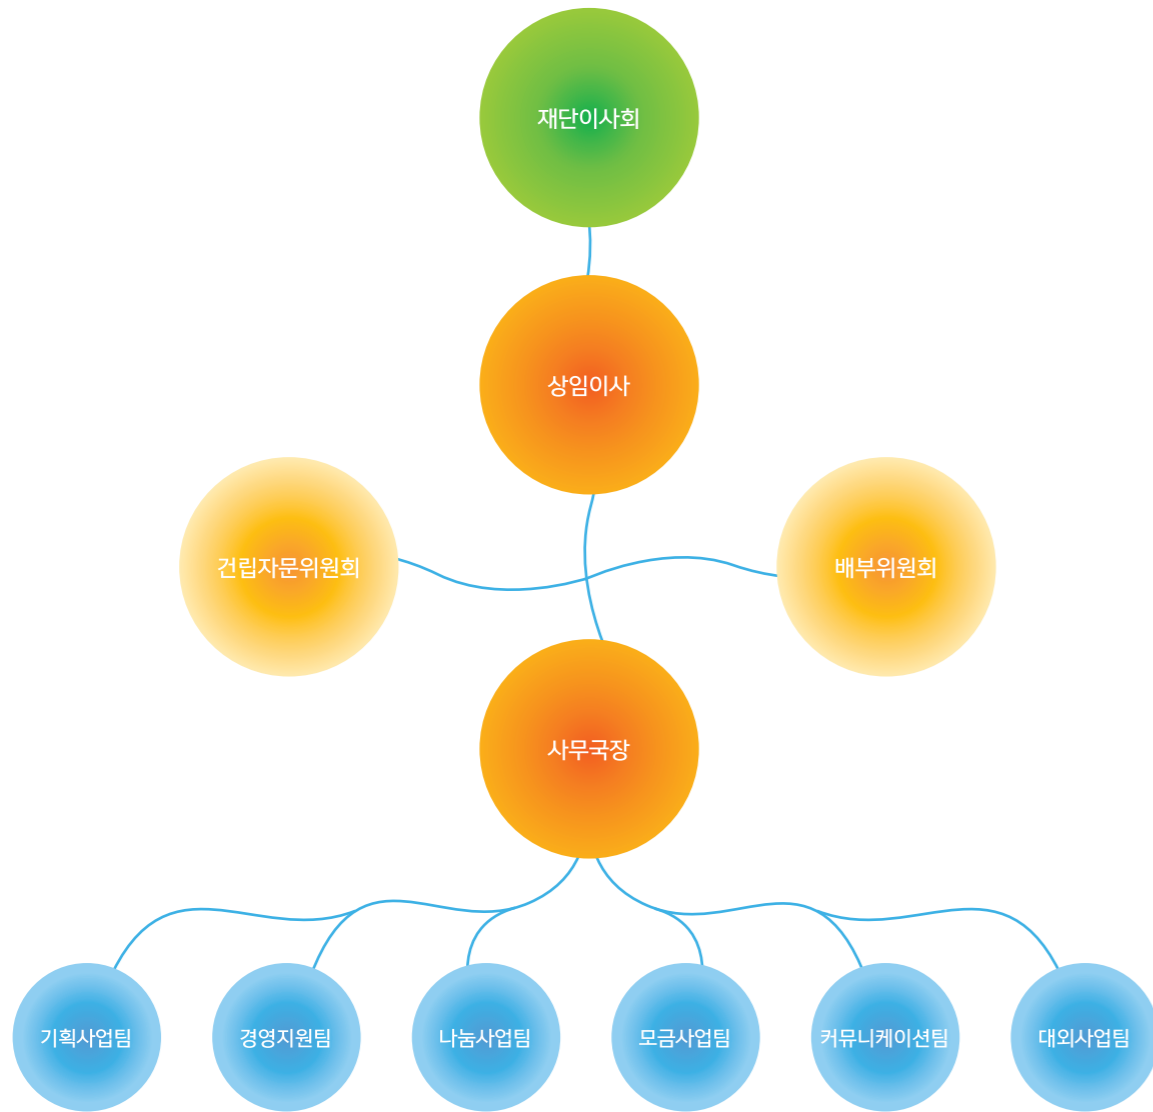 재단이사회
상임이사
건립자문위원회
배부위원회
사무국장
기획사업팀
경영지원팀
나눔사업팀
모금사업팀
커뮤니케이션팀
대외사업팀